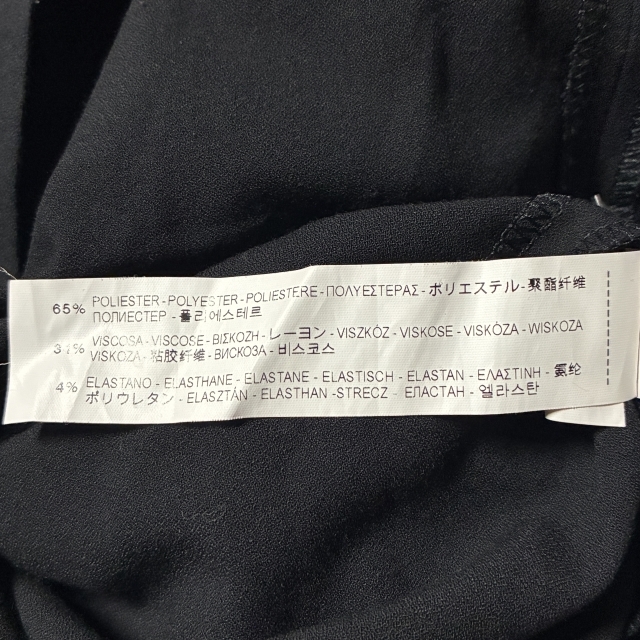 65% POLIESTER - POLYESTER - POLIESTERE - ΠΟΛΥΕΣΤΕΡΑΣ - ポリエステル - 聚酯纤维
ПОЛИЕСТЕР - 폴리에스테르
31% VISCOSA - VISCOSE - ΒΙΣΚΟΖΗ - レーヨン - VISZKÓZ - VISKOSE - VISKÓZA - WISKOZA
VISKOZA - 粘胶纤维 - ВИСКОЗА - 비스코스
4% ELASTANO - ELASTHANE - ELASTANE - ELASTISCH - ELASTAN - ΕΛΑΣΤΙΝΗ - 氨纶
ポリウレタン - ELASZTÁN - ELASTHAN - STRECZ - ЕЛАСТАН - 엘라스탄